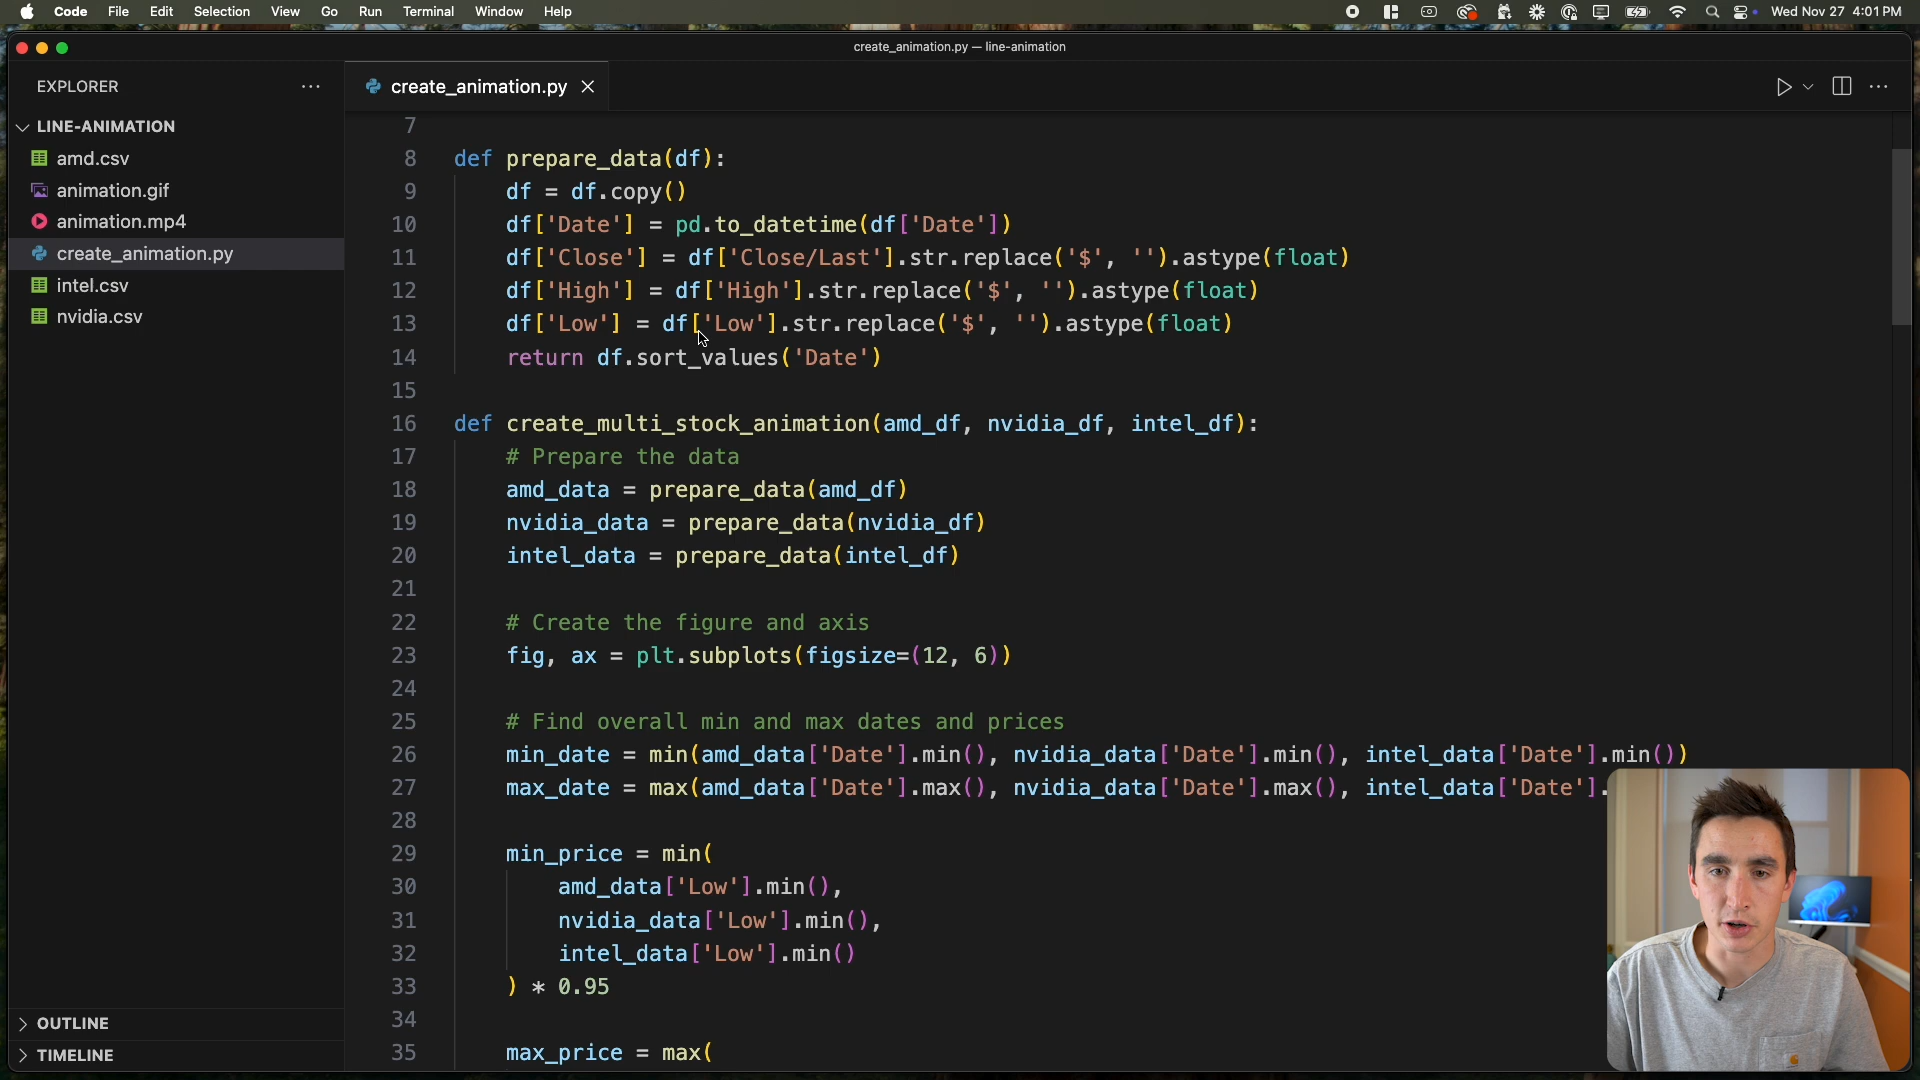 Code File Edit Selection View Go Run Terminal Window Help Wed Nov 27 4:01 PM
create_animation.py — line-animation
EXPLORER
create_animation.py
LINE-ANIMATION
amd.csv
animation.gif
animation.mp4
create_animation.py
intel.csv
nvidia.csv
OUTLINE
TIMELINE
7
8 def prepare_data(df):
9 df = df.copy()
10 df['Date'] = pd.to_datetime(df['Date'])
11 df['Close'] = df['Close/Last'].str.replace('$', '').astype(float)
12 df['High'] = df['High'].str.replace('$', '').astype(float)
13 df['Low'] = df['Low'].str.replace('$', '').astype(float)
14 return df.sort_values('Date')
15
16 def create_multi_stock_animation(amd_df, nvidia_df, intel_df):
17 # Prepare the data
18 amd_data = prepare_data(amd_df)
19 nvidia_data = prepare_data(nvidia_df)
20 intel_data = prepare_data(intel_df)
21
22 # Create the figure and axis
23 fig, ax = plt.subplots(figsize=(12, 6))
24
25 # Find overall min and max dates and prices
26 min_date = min(amd_data['Date'].min(), nvidia_data['Date'].min(), intel_data['Date'].min())
27 max_date = max(amd_data['Date'].max(), nvidia_data['Date'].max(), intel_data['Date'].
28
29 min_price = min(
30 amd_data['Low'].min(),
31 nvidia_data['Low'].min(),
32 intel_data['Low'].min()
33 ) * 0.95
34
35 max_price = max(